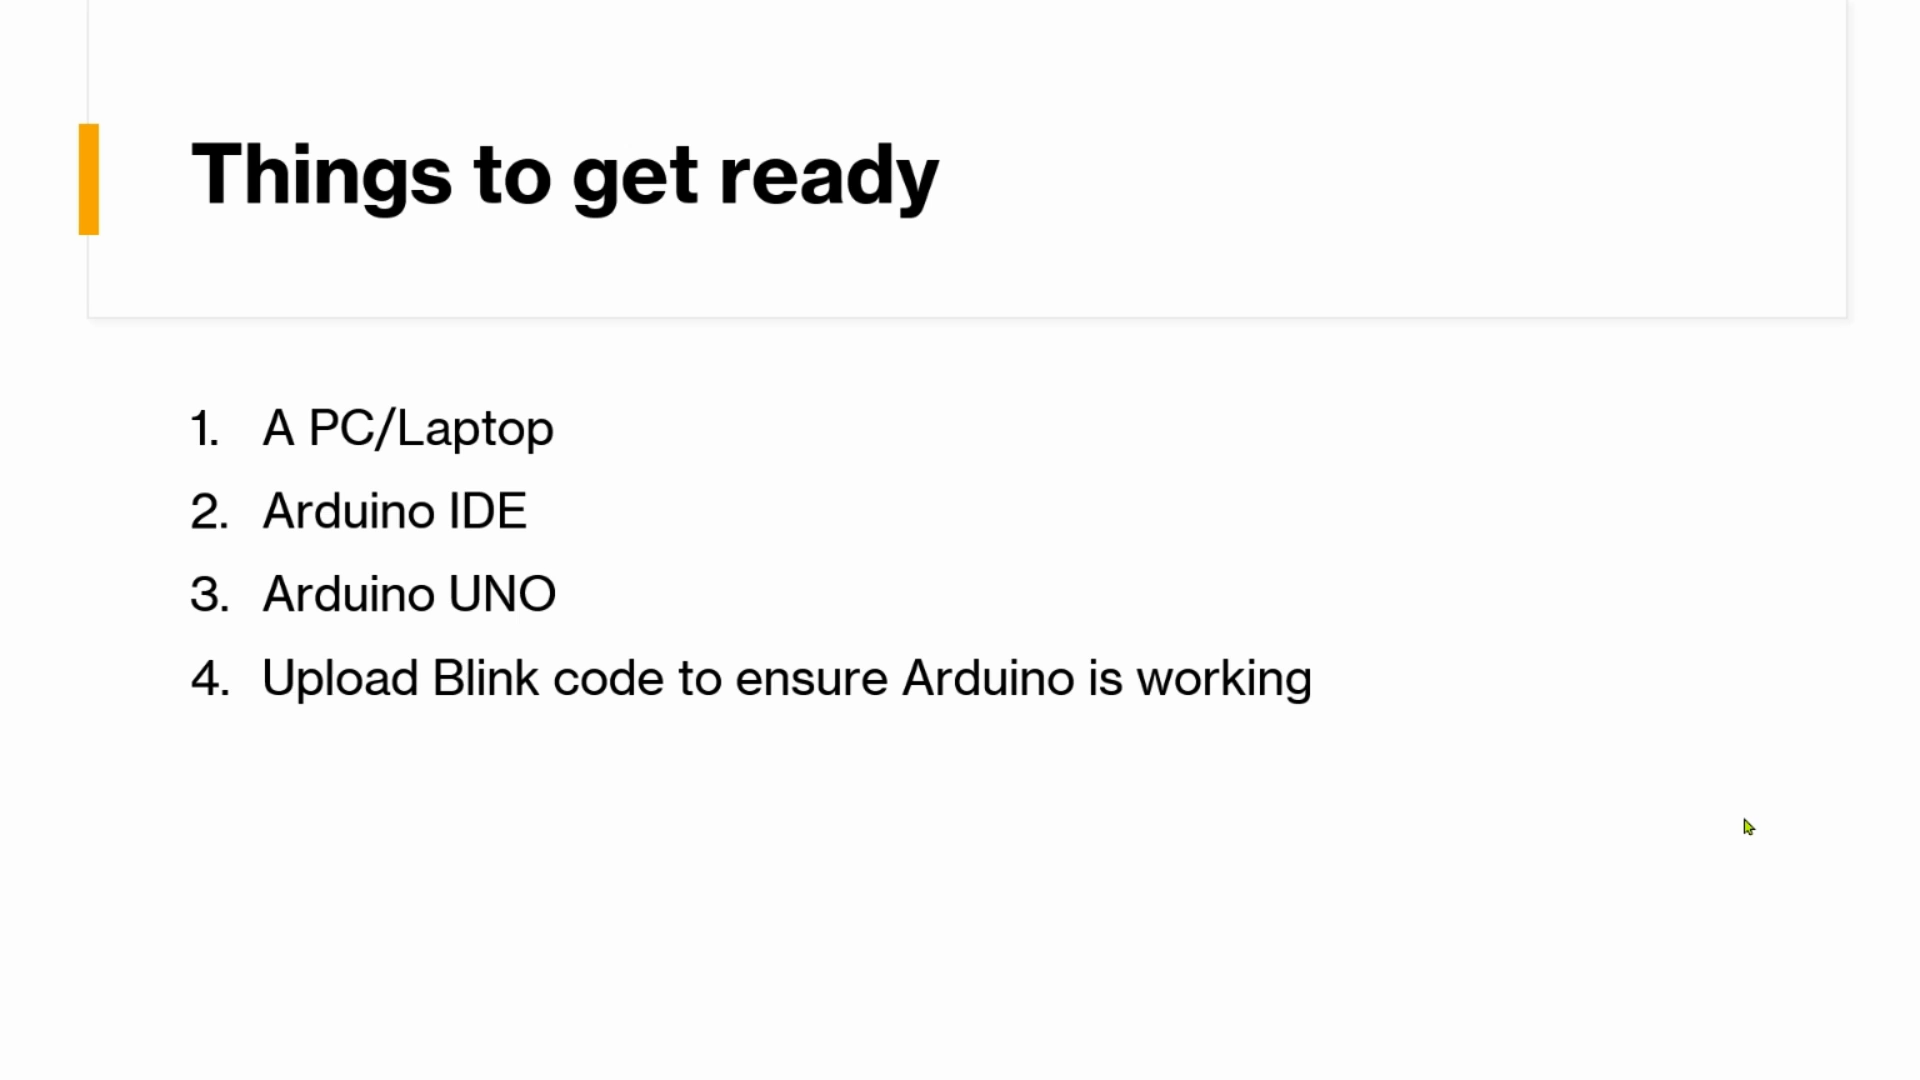 Things to get ready
1. A PC/Laptop
2. Arduino IDE
3. Arduino UNO
4. Upload Blink code to ensure Arduino is working